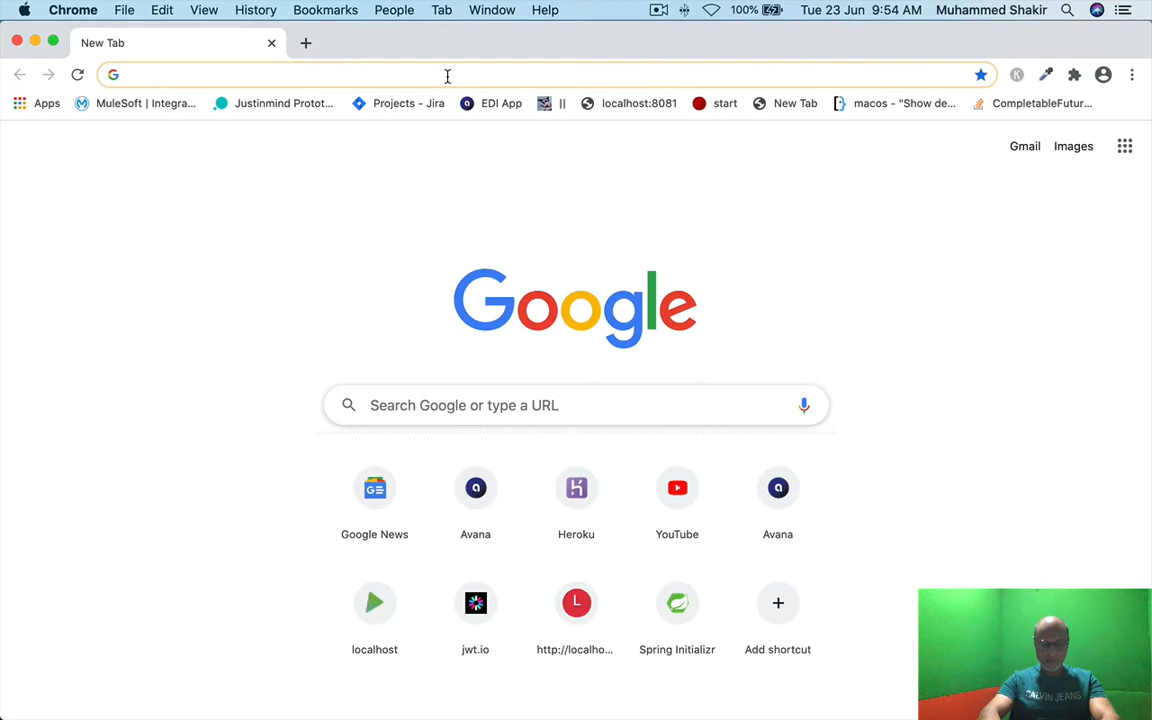 Chrome File Edit View History Bookmarks People Tab Window Help 100% Tue 23 Jun 9:54 AM Muhammed Shakir
New Tab
Apps MuleSoft | Integra... Justinmind Protot... Projects - Jira EDI App || localhost:8081 start New Tab macos - "Show de... CompletableFutur...
Gmail Images
Google
Search Google or type a URL
Google News Avana Heroku YouTube Avana
localhost jwt.io http://localho... Spring Initializr Add shortcut
CALVIN JEANS